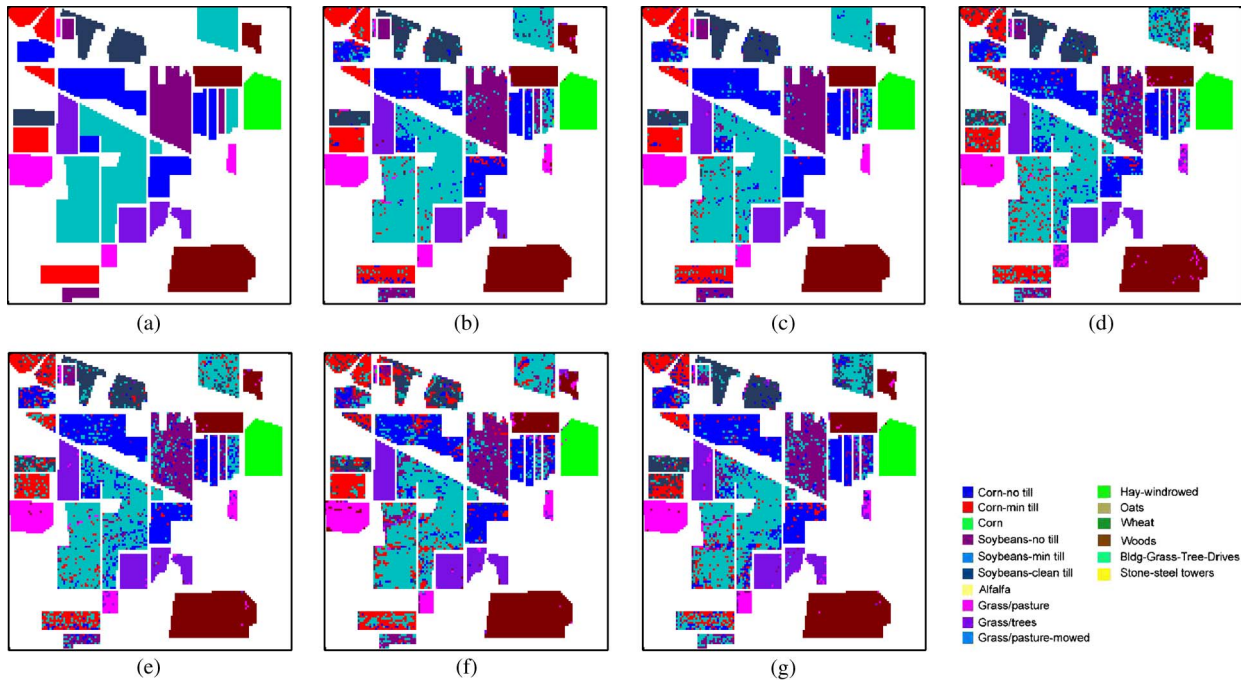 (a)
(b)
(c)
(d)
(e)
(f)
(g)
Corn-no till
Corn-min till
Corn
Soybeans-no till
Soybeans-min till
Soybeans-clean till
Alfalfa
Grass/pasture
Grass/trees
Grass/pasture-mowed
Hay-windrowed
Oats
Wheat
Woods
Bldg-Grass-Tree-Drives
Stone-steel towers